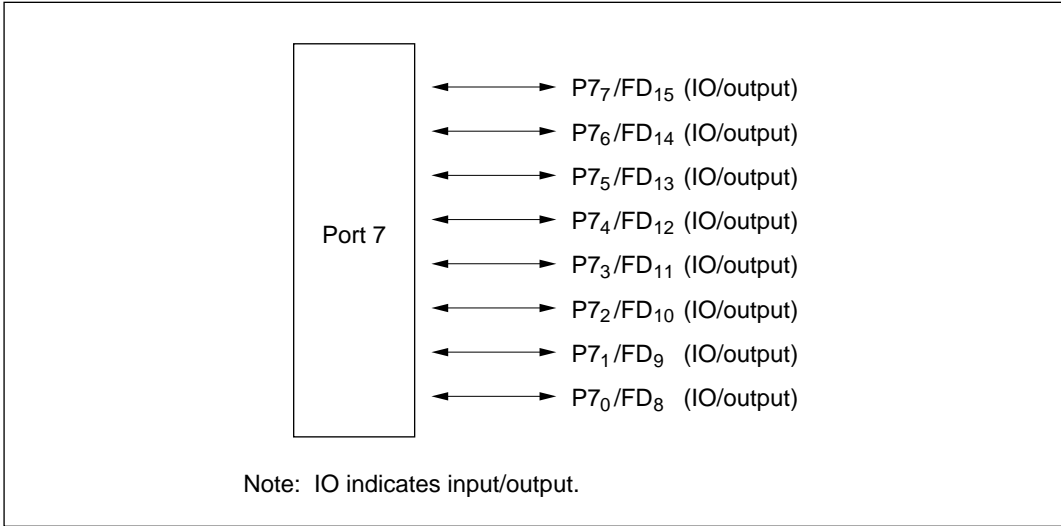 P7₇/FD₁₅ (IO/output)
P7₆/FD₁₄ (IO/output)
P7₅/FD₁₃ (IO/output)
Port 7 P7₄/FD₁₂ (IO/output)
P7₃/FD₁₁ (IO/output)
P7₂/FD₁₀ (IO/output)
P7₁/FD₉ (IO/output)
P7₀/FD₈ (IO/output)
Note: IO indicates input/output.